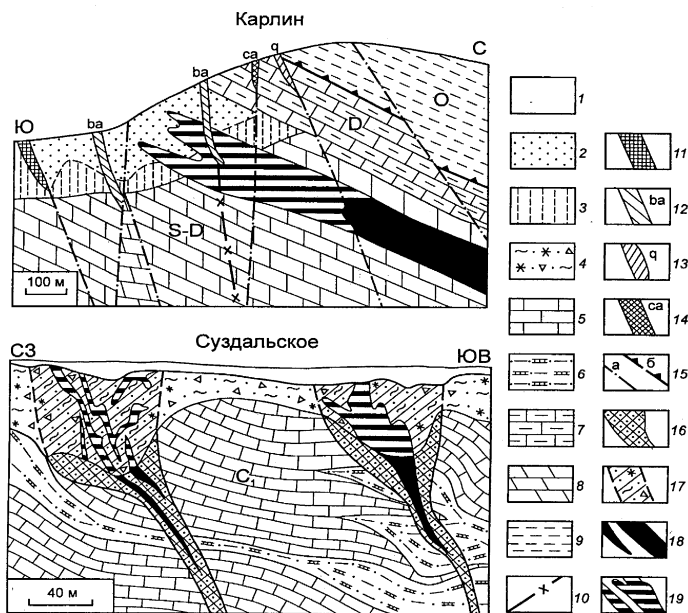 Карлин
С
q
ca
ba
О
D
ba
Ю
S-D
100 м
Суздальское
СЗ
ЮВ
C1
40 м
1
2
3
4
5
6
7
8
9
10
11
ba
12
q
13
ca
14
а б
15
16
17
18
19